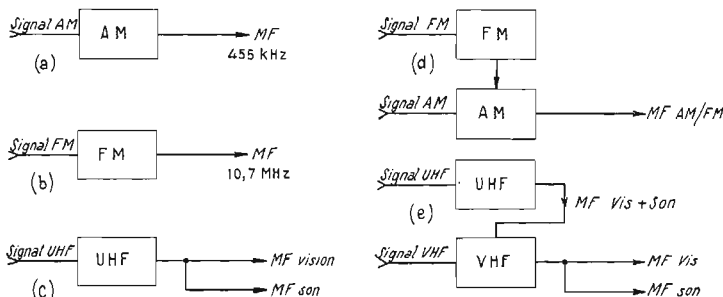 Signal AM
AM
MF
455 kHz
(a)
Signal FM
FM
MF
10,7 MHz
(b)
Signal UHF
UHF
MF vision
MF son
(c)
Signal FM
FM
(d)
Signal AM
AM
MF AM/FM
Signal UHF
UHF
MF Vis + Son
(e)
Signal VHF
VHF
MF Vis
MF son